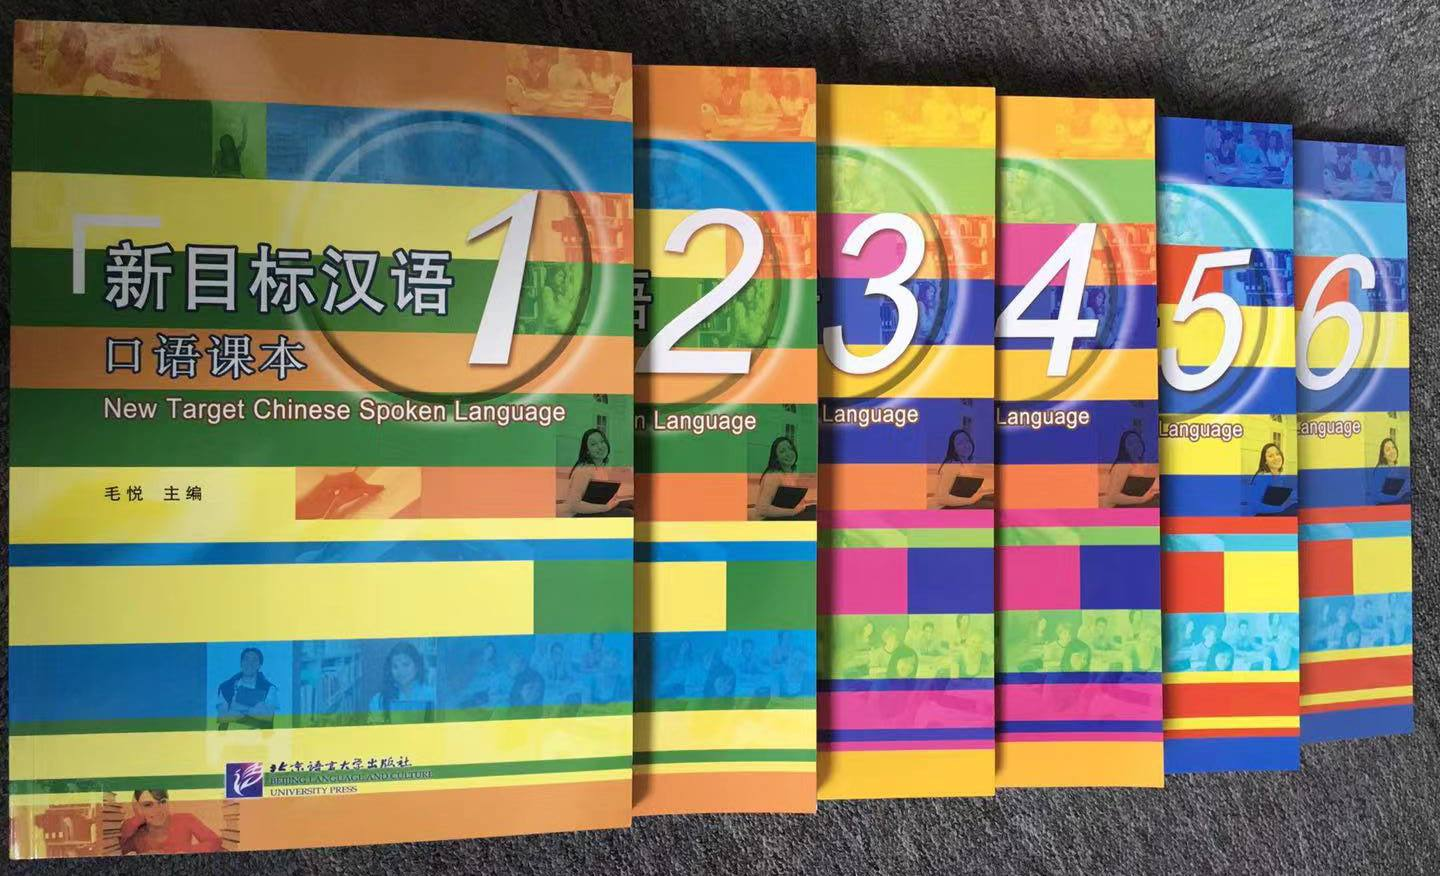 新目标汉语
1
口语课本
New Target Chinese Spoken Language
毛悦 主编
北京语言大学出版社
BEIJING LANGUAGE AND CULTURE
UNIVERSITY PRESS
语
2
n Language
3
Language
4
Language
5
Language
6
anguage